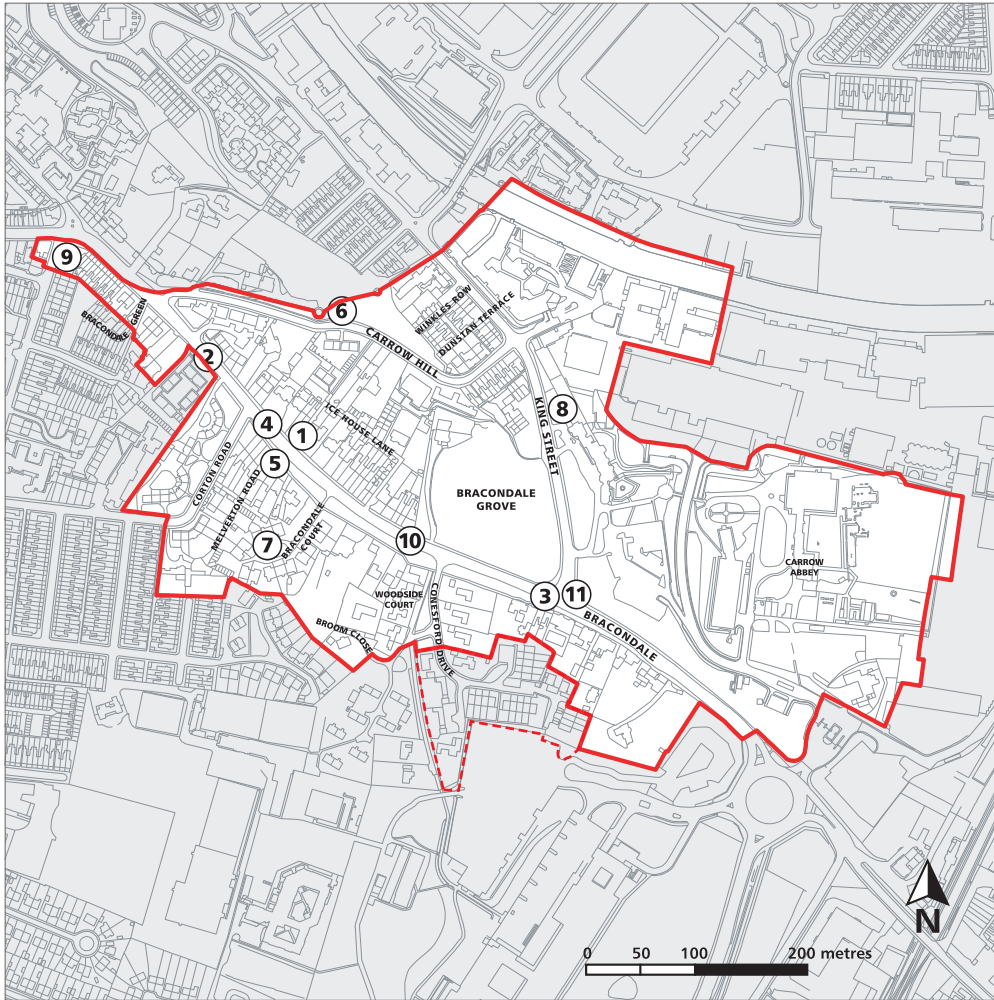 9
BRACONDALE
GREEN
2
6
WINKLES ROW
DUNSTAN TERRACE
CARROW HILL
4
1
ICE HOUSE LANE
5
CORTON ROAD
MELVERTON ROAD
7
BRACONDALE
COURT
KING STREET
8
BRACONDALE
GROVE
10
WOODSIDE
COURT
CONESFORD DRIVE
BROOM CLOSE
3
11
BRACONDALE
CARROW
ABBEY
N
0 50 100 200 metres